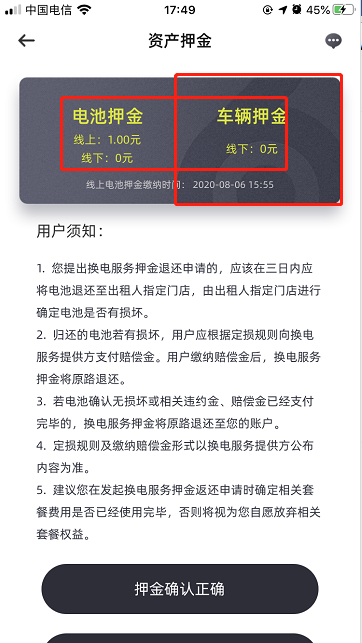 中国电信 17:49 45%
资产押金
电池押金 车辆押金
线上：1.00元
线下：0元 线下：0元
线上电池押金缴纳时间： 2020-08-06 15:55
用户须知：
1. 您提出换电服务押金退还申请的，应该在三日内应
将电池退还至出租人指定门店，由出租人指定门店进行
确定电池是否有损坏。
2. 归还的电池若有损坏，用户应根据定损规则向换电
服务提供方支付赔偿金。用户缴纳赔偿金后，换电服务
押金将原路退还。
3. 若电池确认无损坏或相关违约金、赔偿金已经支付
完毕的，换电服务押金将原路退还至您的账户。
4. 定损规则及缴纳赔偿金形式以换电服务提供方公布
内容为准。
5. 建议您在发起换电服务押金返还申请时确定相关套
餐费用是否已经使用完毕，否则将视为您自愿放弃相关
套餐权益。
押金确认正确